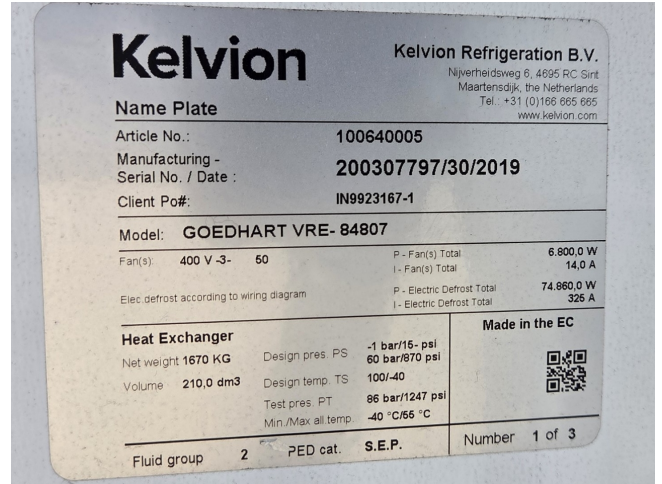 Kelvion
Kelvion Refrigeration B.V.
Nijverheidsweg 6, 4695 RC Sint
Maartensdijk, the Netherlands
Tel.: +31 (0)166 665 665
www.kelvion.com
Name Plate
Article No.: 100640005
Manufacturing -
Serial No. / Date : 200307797/30/2019
Client Po#: IN9923167-1
Model: GOEDHART VRE- 84807
Fan(s): 400 V -3- 50
P - Fan(s) Total 6.800,0 W
I - Fan(s) Total 14,0 A
Elec.defrost according to wiring diagram
P - Electric Defrost Total 74.860,0 W
I - Electric Defrost Total 325 A
Heat Exchanger
Net weight 1670 KG
Volume 210,0 dm3
Design pres. PS -1 bar/15- psi
60 bar/870 psi
Design temp. TS 100/-40
Test pres. PT 86 bar/1247 psi
Min./Max all.temp. -40 °C/55 °C
Made in the EC
Fluid group 2 PED cat. S.E.P.
Number 1 of 3